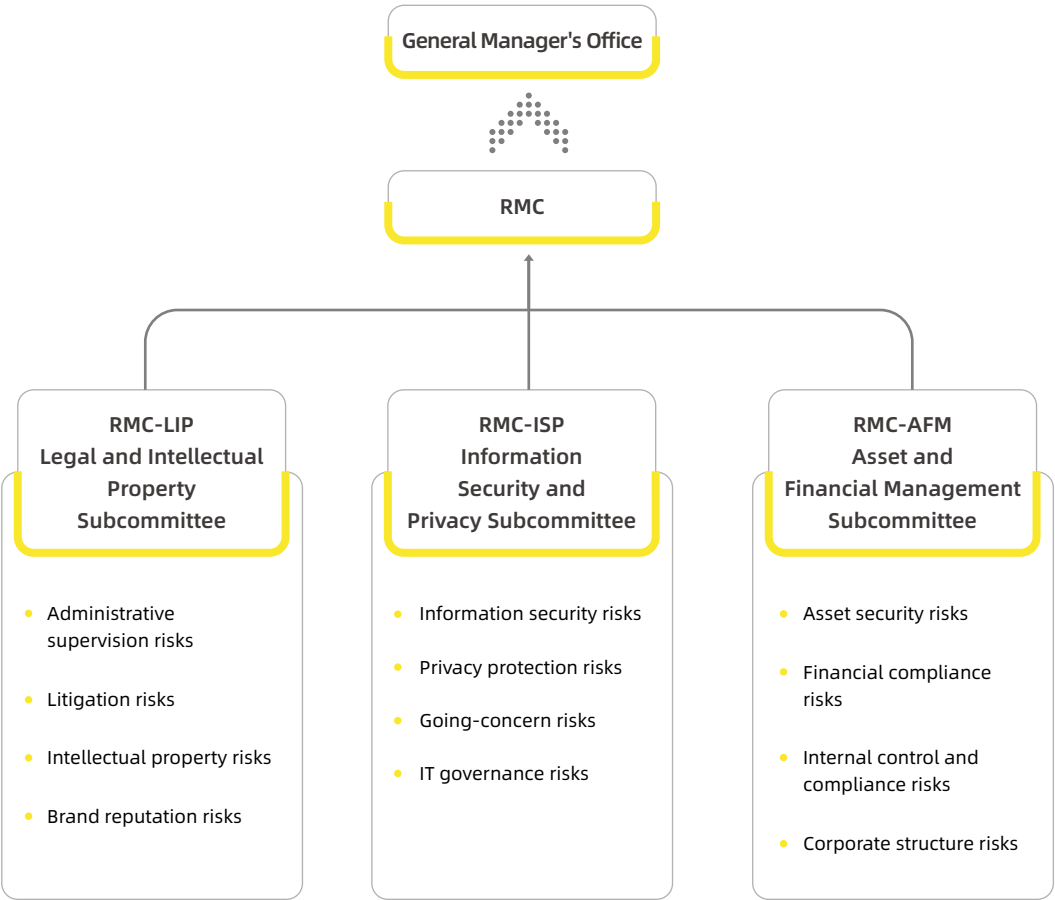 General Manager's Office
RMC
RMC-LIP
Legal and Intellectual
Property
Subcommittee
Administrative
supervision risks
Litigation risks
Intellectual property risks
Brand reputation risks
RMC-ISP
Information
Security and
Privacy Subcommittee
Information security risks
Privacy protection risks
Going-concern risks
IT governance risks
RMC-AFM
Asset and
Financial Management
Subcommittee
Asset security risks
Financial compliance
risks
Internal control and
compliance risks
Corporate structure risks